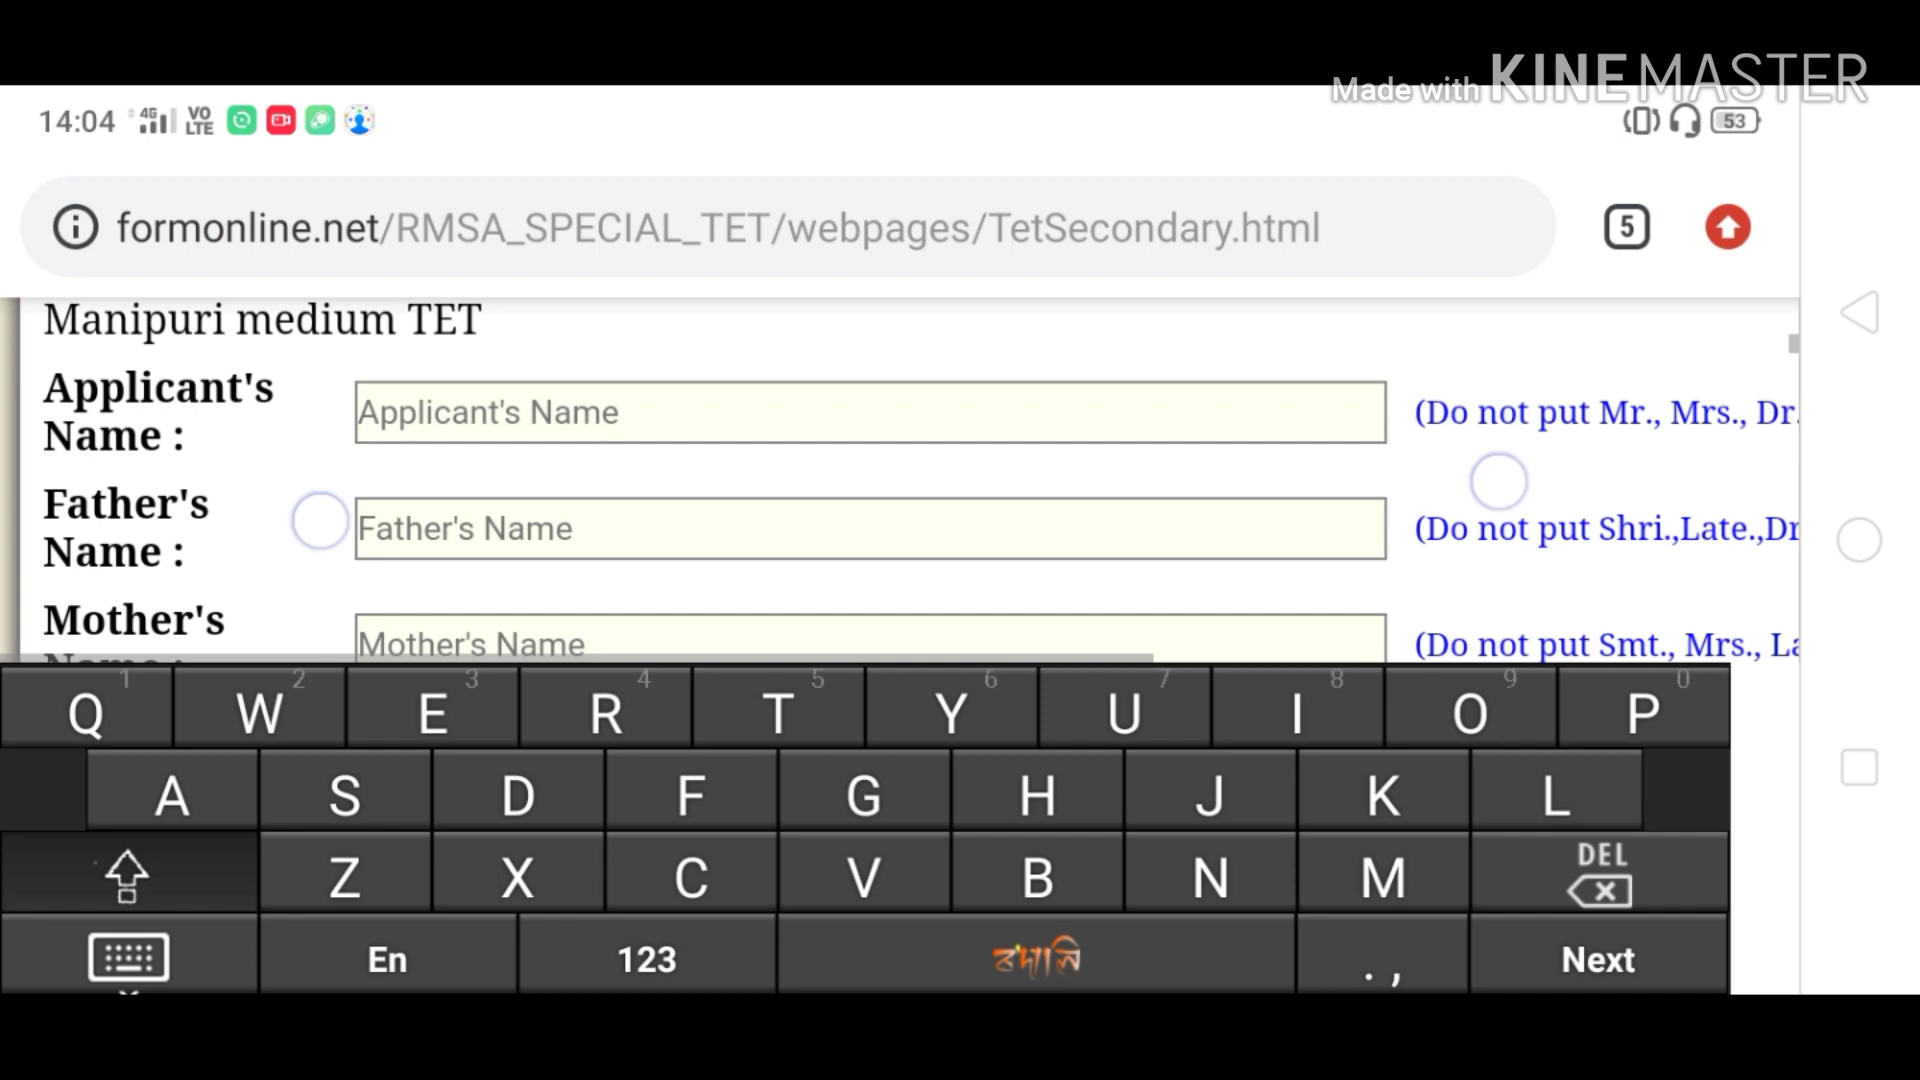 Made with KINEMASTER
14:04 4G VO LTE 53
formonline.net/RMSA_SPECIAL_TET/webpages/TetSecondary.html 5
Manipuri medium TET
Applicant's
Name :
Applicant's Name
(Do not put Mr., Mrs., Dr.
Father's
Name :
Father's Name
(Do not put Shri.,Late.,Dr
Mother's
Name :
Mother's Name
(Do not put Smt., Mrs., La
1 2 3 4 5 6 7 8 9 0
Q W E R T Y U I O P
A S D F G H J K L
Z X C V B N M DEL
En 123 ৰূপালি . , Next